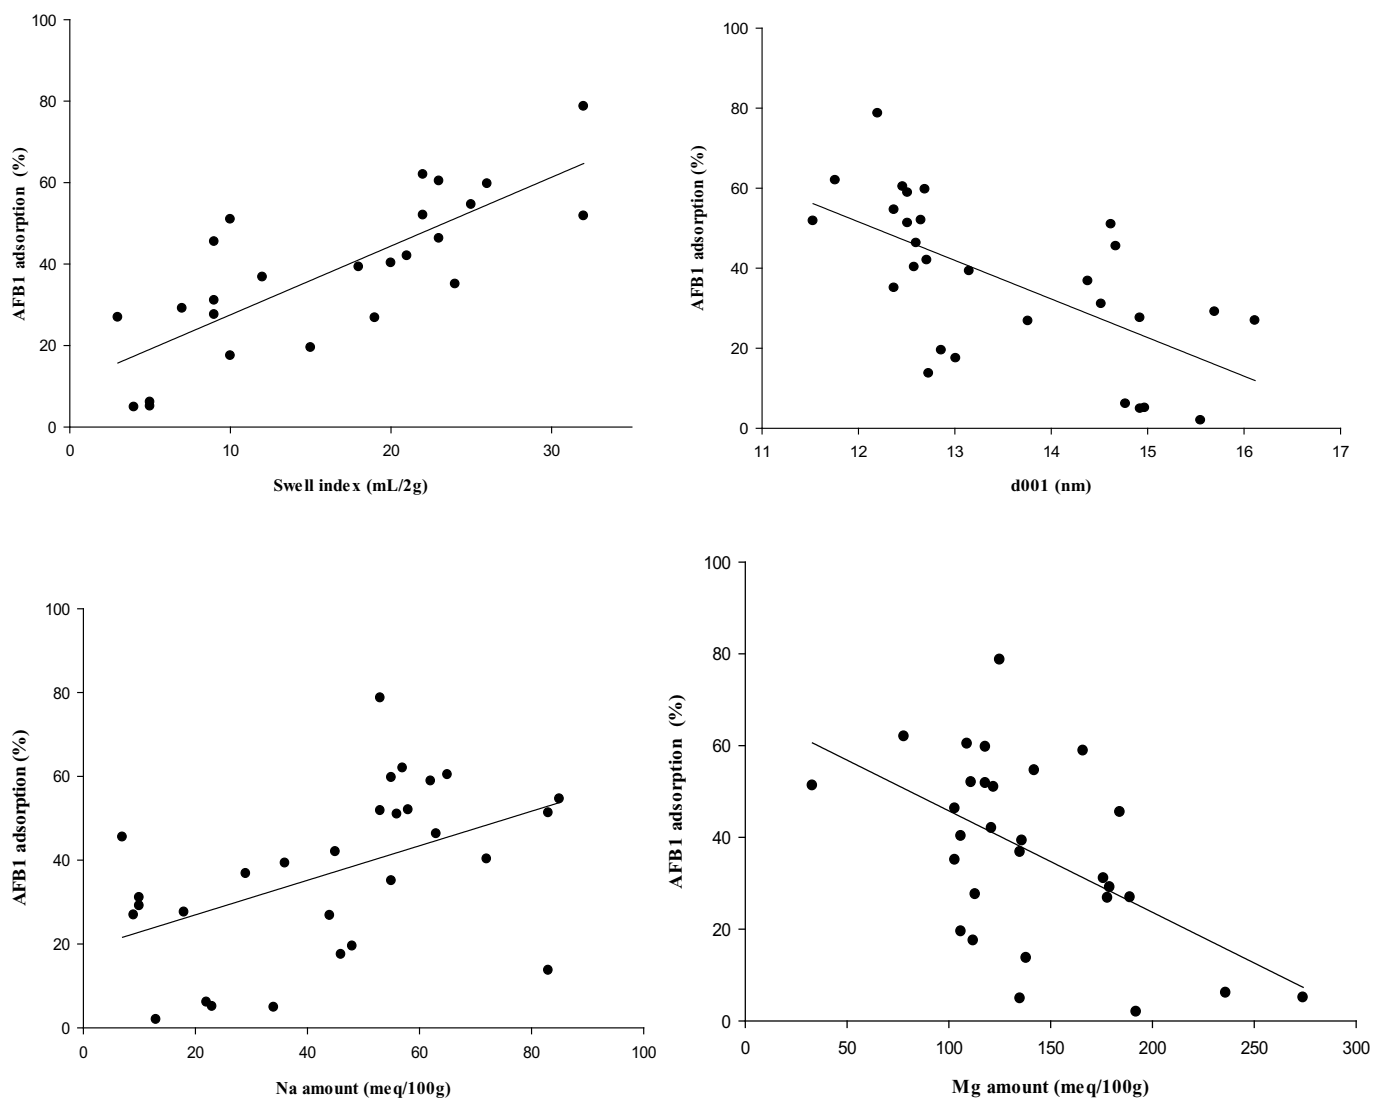 100
80
60
40
20
0
AFB1 adsorption (%)
0 10 20 30
Swell index (mL/2g)
100
80
60
40
20
0
AFB1 adsorption (%)
11 12 13 14 15 16 17
d001 (nm)
100
80
60
40
20
0
AFB1 adsorption (%)
0 20 40 60 80 100
Na amount (meq/100g)
100
80
60
40
20
0
AFB1 adsorption (%)
0 50 100 150 200 250 300
Mg amount (meq/100g)